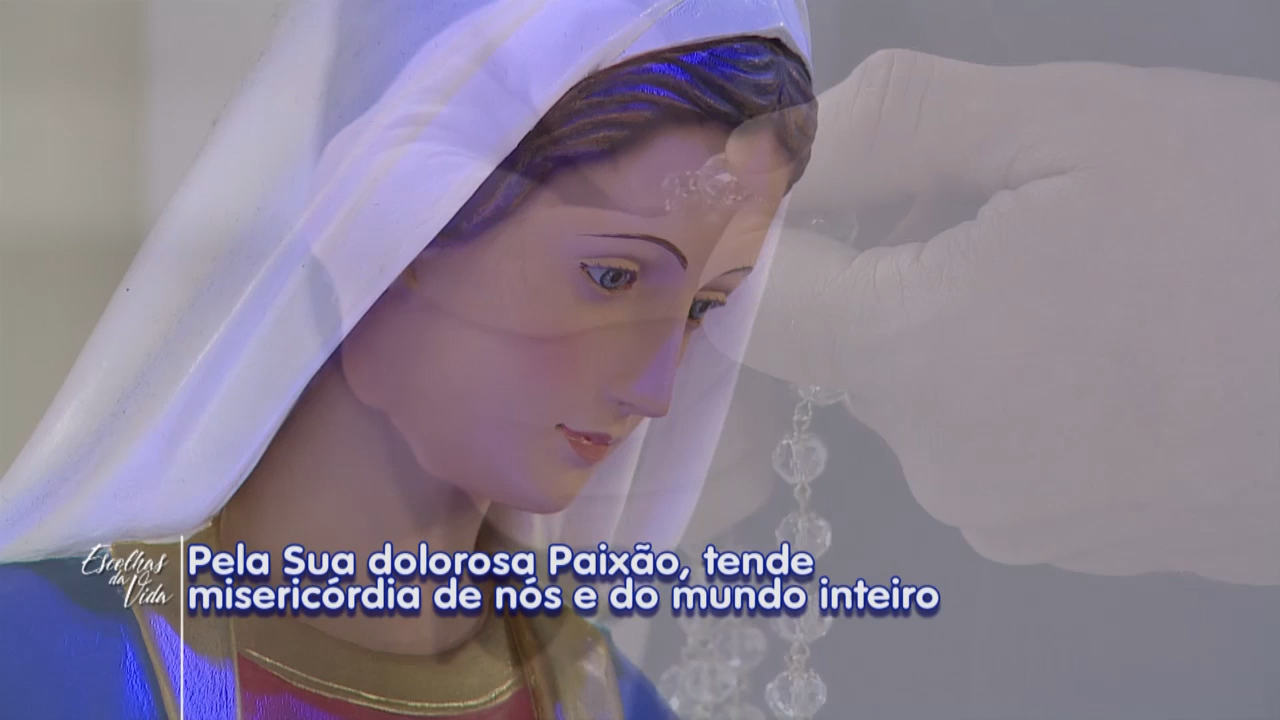 Escolhas
da
Vida
Pela Sua dolorosa Paixão, tende
misericórdia de nós e do mundo inteiro